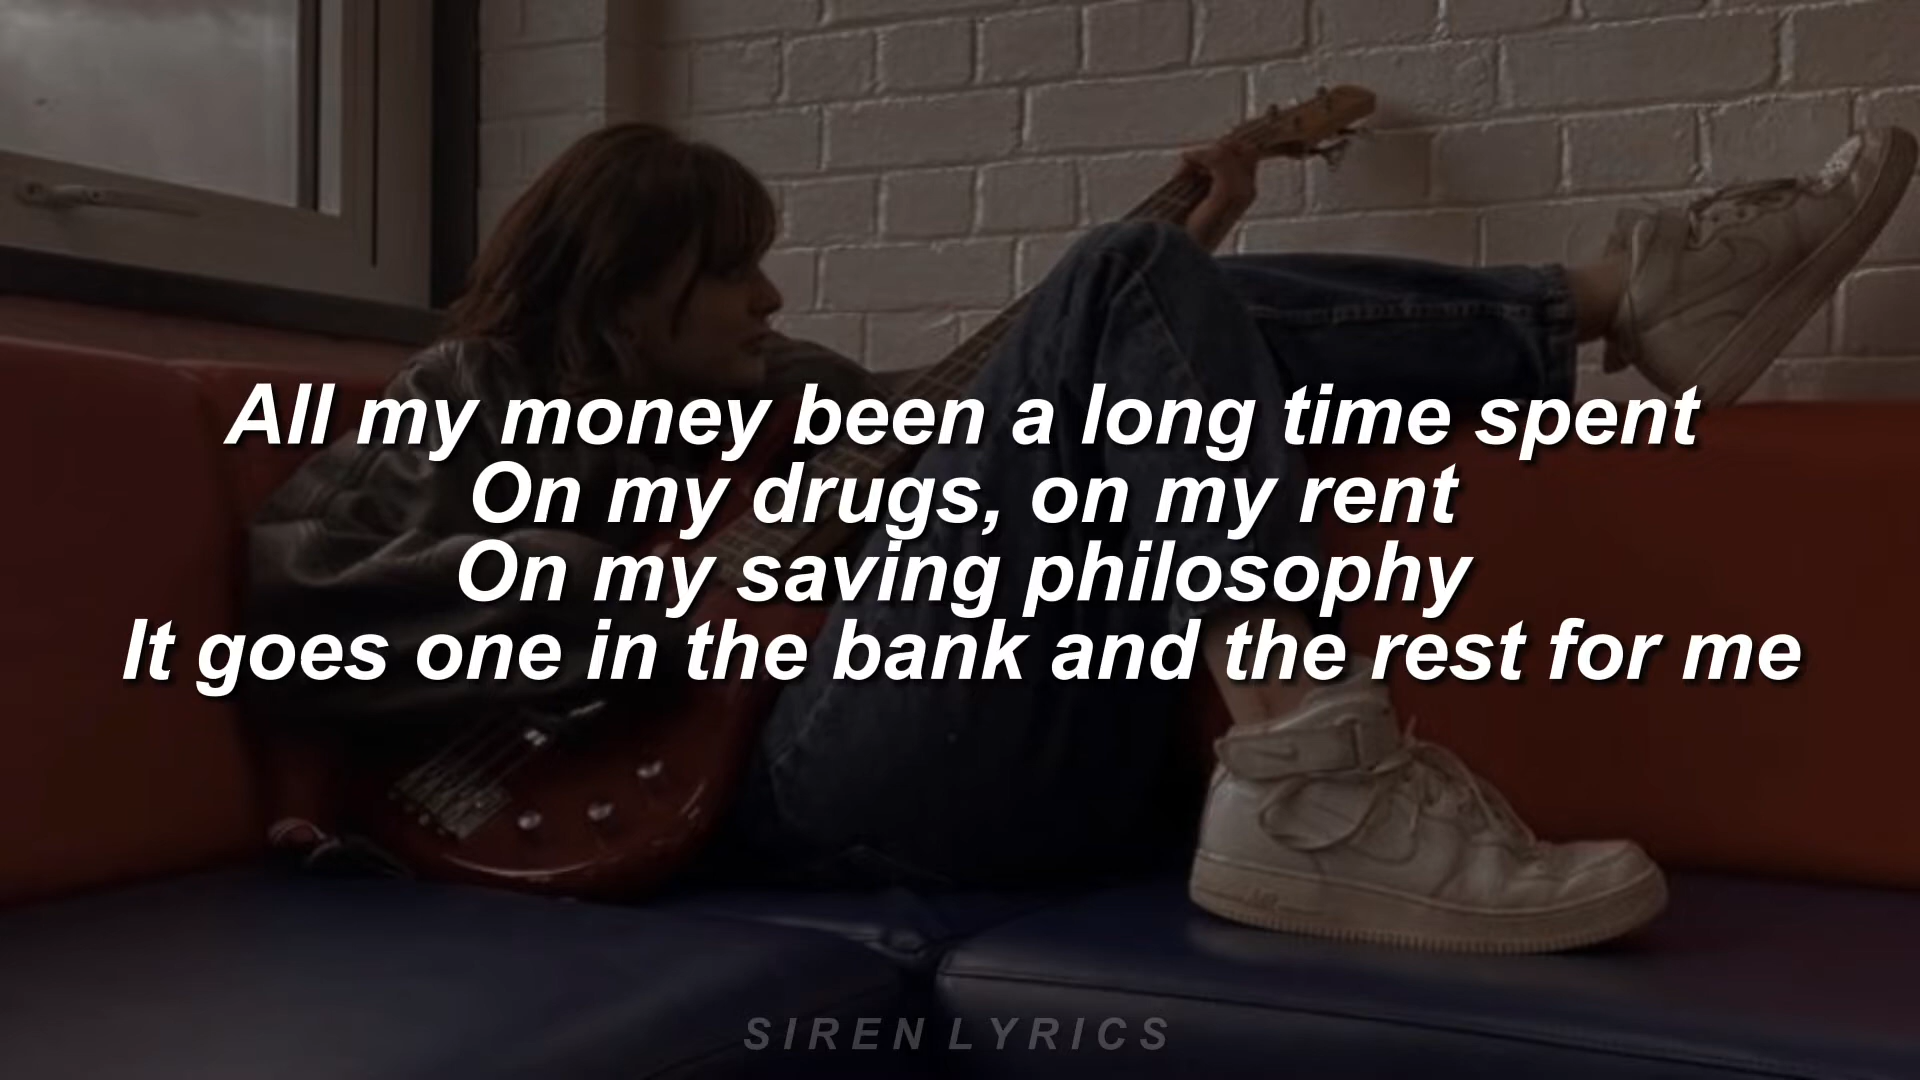 All my money been a long time spent
On my drugs, on my rent
On my saving philosophy
It goes one in the bank and the rest for me
SIREN LYRICS